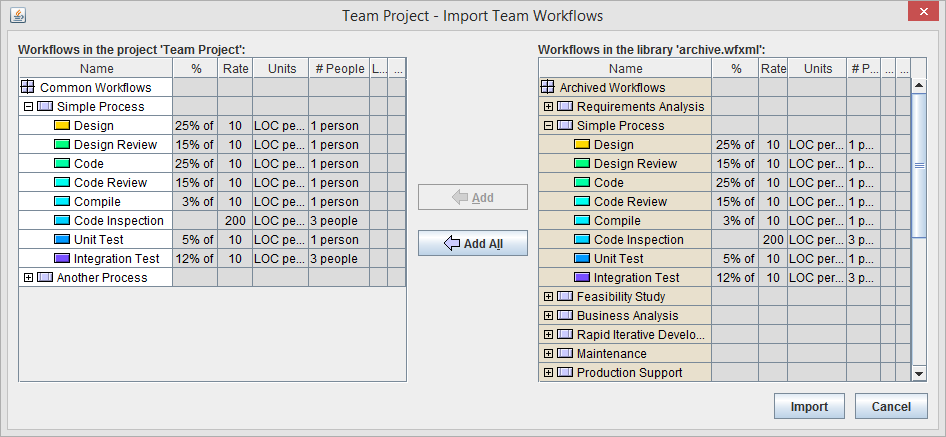 Team Project - Import Team Workflows
Workflows in the project 'Team Project':
Name % Rate Units # People L... ...
Common Workflows
Simple Process
Design 25% of 10 LOC pe... 1 person
Design Review 15% of 10 LOC pe... 1 person
Code 25% of 10 LOC pe... 1 person
Code Review 15% of 10 LOC pe... 1 person
Compile 3% of 10 LOC pe... 1 person
Code Inspection 200 LOC pe... 3 people
Unit Test 5% of 10 LOC pe... 1 person
Integration Test 12% of 10 LOC pe... 3 people
Another Process
Add
Add All
Workflows in the library 'archive.wfxml':
Name % Rate Units # P... ... ...
Archived Workflows
Requirements Analysis
Simple Process
Design 25% of 10 LOC per... 1 p...
Design Review 15% of 10 LOC per... 1 p...
Code 25% of 10 LOC per... 1 p...
Code Review 15% of 10 LOC per... 1 p...
Compile 3% of 10 LOC per... 1 p...
Code Inspection 200 LOC per... 3 p...
Unit Test 5% of 10 LOC per... 1 p...
Integration Test 12% of 10 LOC per... 3 p...
Feasibility Study
Business Analysis
Rapid Iterative Develo...
Maintenance
Production Support
Import Cancel